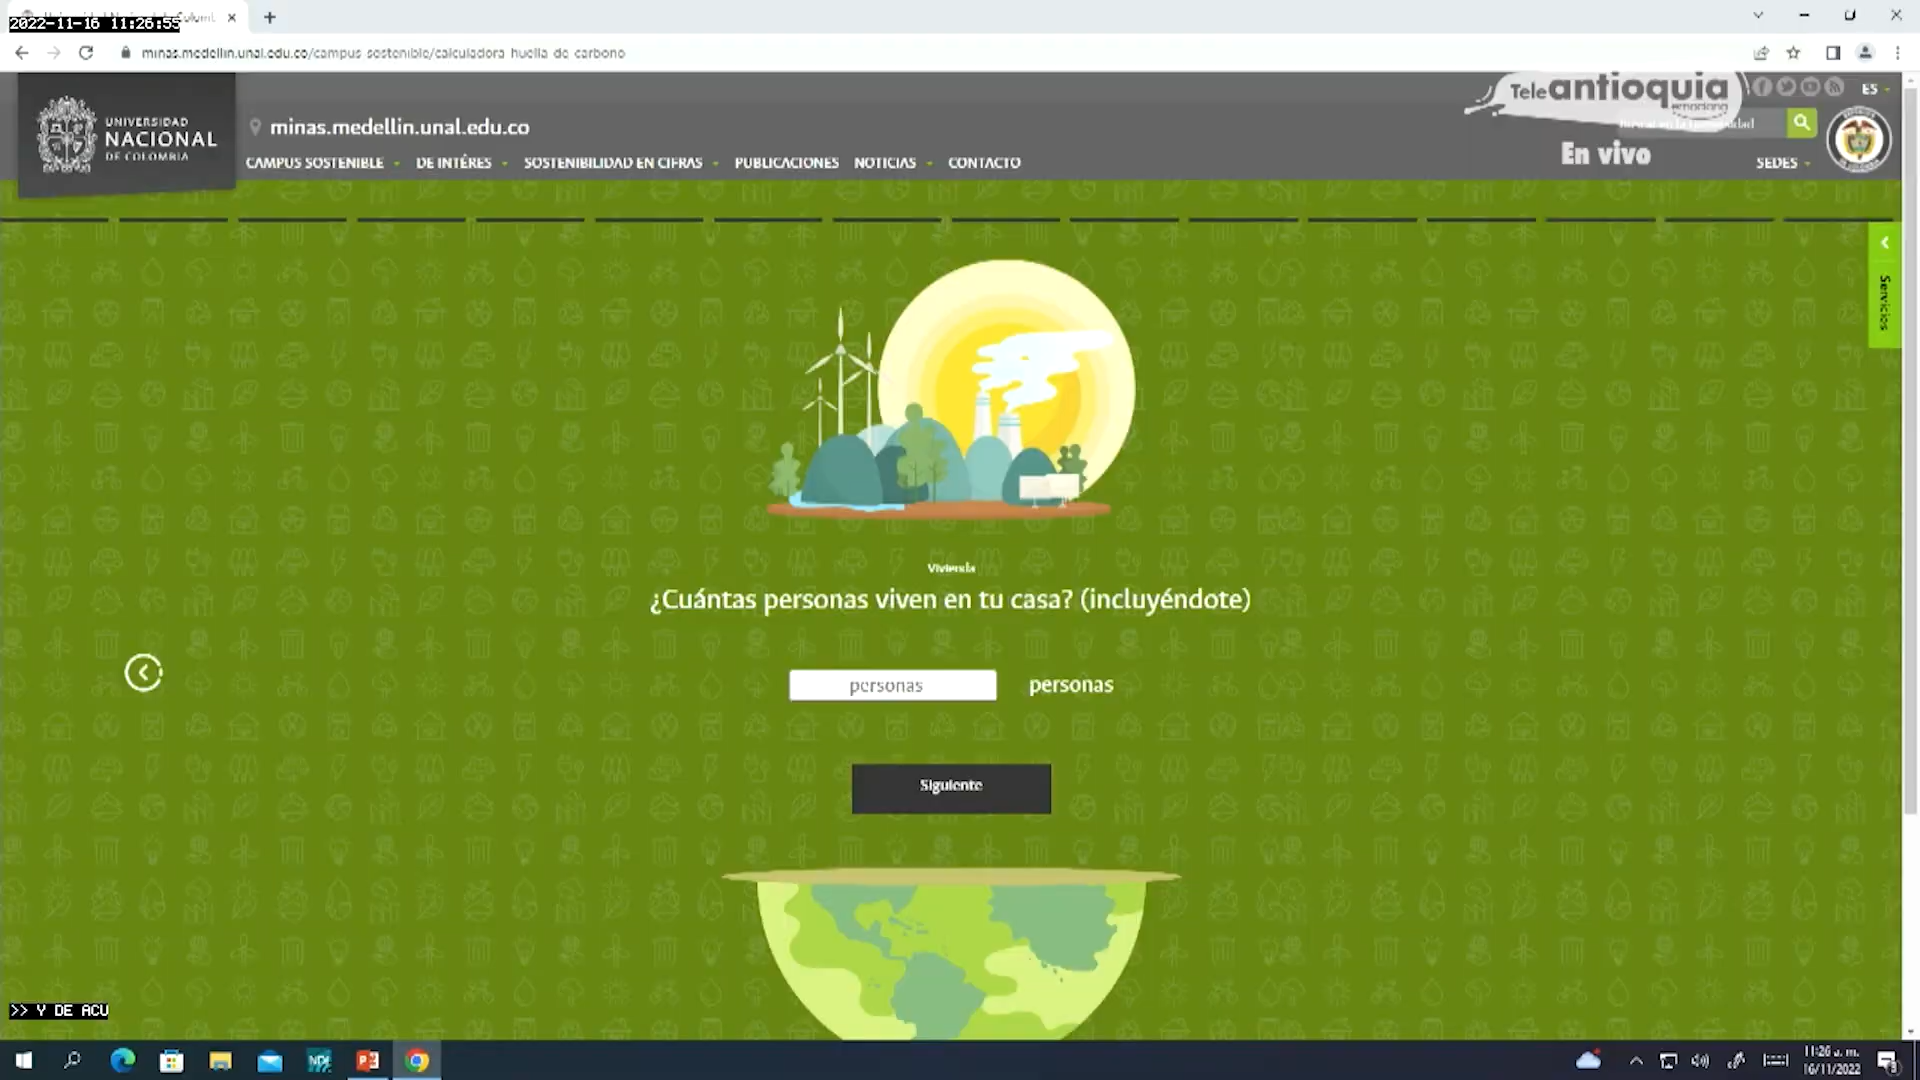 2022-11-16 11:26:55
minas.medellin.unal.edu.co/campus-sostenible/calculadora-huella-de-carbono
UNIVERSIDAD
NACIONAL
DE COLOMBIA
minas.medellin.unal.edu.co
CAMPUS SOSTENIBLE DE INTERÉS SOSTENIBILIDAD EN CIFRAS PUBLICACIONES NOTICIAS CONTACTO
Teleantioquia
emociona
ES
En vivo
SEDES
Servicios
Vivienda
¿Cuántas personas viven en tu casa? (incluyéndote)
personas personas
Siguiente
>> Y DE ACU
11:26 a. m.
16/11/2022